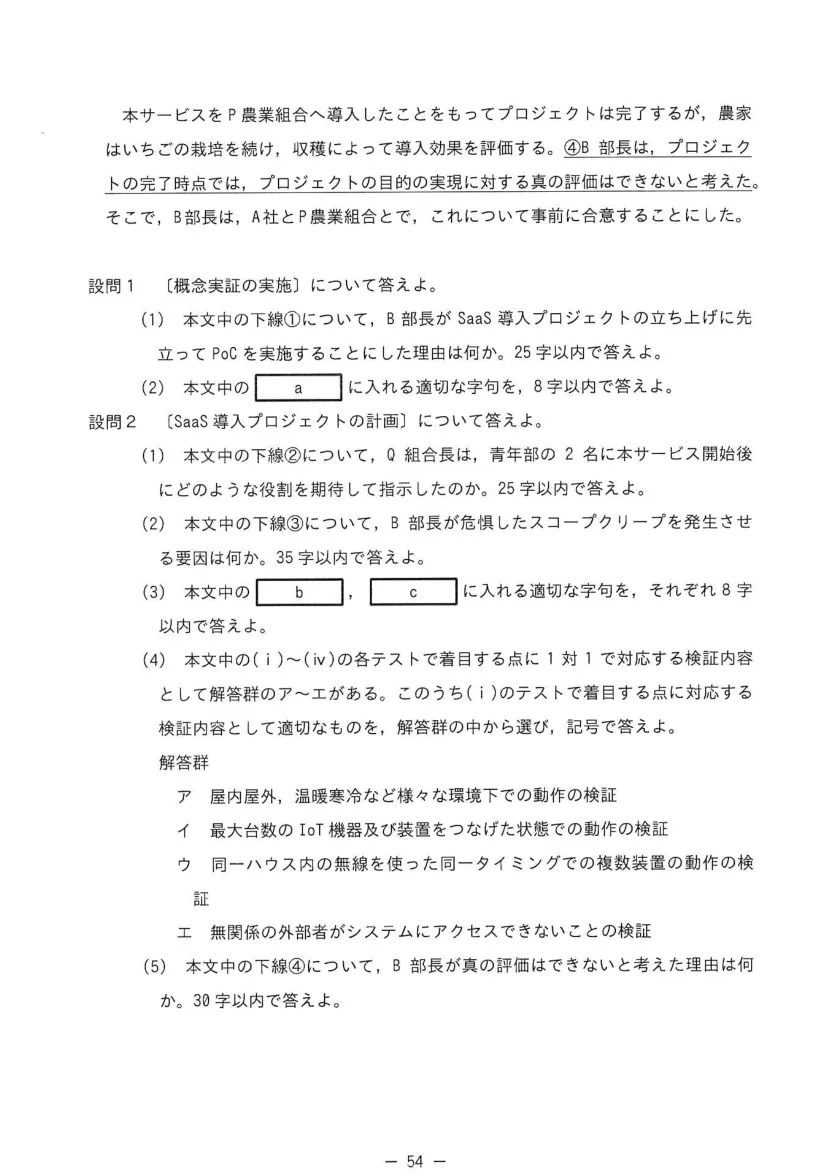 本サービスを P 農業組合へ導入したことをもってプロジェクトは完了するが，農家
はいちごの栽培を続け，収穫によって導入効果を評価する。④B 部長は，プロジェク
トの完了時点では，プロジェクトの目的の実現に対する真の評価はできないと考えた。
そこで，B部長は，A社とP農業組合とで，これについて事前に合意することにした。
設問1 〔概念実証の実施〕について答えよ。
(1) 本文中の下線①について，B 部長が SaaS 導入プロジェクトの立ち上げに先
立って PoC を実施することにした理由は何か。25 字以内で答えよ。
(2) 本文中の a に入れる適切な字句を，8 字以内で答えよ。
設問2 〔SaaS 導入プロジェクトの計画〕について答えよ。
(1) 本文中の下線②について，Q 組合長は，青年部の 2 名に本サービス開始後
にどのような役割を期待して指示したのか。25 字以内で答えよ。
(2) 本文中の下線③について，B 部長が危惧したスコープクリープを発生させ
る要因は何か。35 字以内で答えよ。
(3) 本文中の b ， c に入れる適切な字句を，それぞれ 8 字
以内で答えよ。
(4) 本文中の(ⅰ)～(ⅳ)の各テストで着目する点に 1 対 1 で対応する検証内容
として解答群のア～エがある。このうち(ⅰ)のテストで着目する点に対応する
検証内容として適切なものを，解答群の中から選び，記号で答えよ。
解答群
ア 屋内屋外，温暖寒冷など様々な環境下での動作の検証
イ 最大台数の IoT 機器及び装置をつなげた状態での動作の検証
ウ 同一ハウス内の無線を使った同一タイミングでの複数装置の動作の検
証
エ 無関係の外部者がシステムにアクセスできないことの検証
(5) 本文中の下線④について，B 部長が真の評価はできないと考えた理由は何
か。30 字以内で答えよ。
－ 54 －